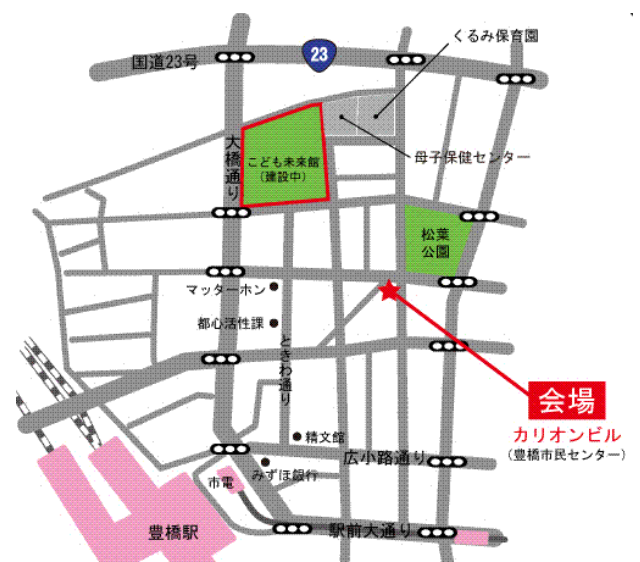 くるみ保育園
国道23号
23
母子保健センター
大橋通り
こども未来館
(建設中)
松葉
公園
マッターホン
都心活性課
ときわ通り
会場
カリオンビル
(豊橋市民センター)
精文館
広小路通り
みずほ銀行
市電
豊橋駅
駅前大通り